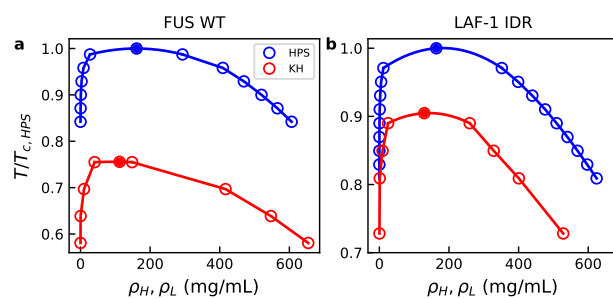 FUS WT
LAF-1 IDR
a
b
HPS
KH
T/T_{c,HPS}
1.0
0.9
0.8
0.7
0.6
1.0
0.9
0.8
0.7
0 200 400 600
0 200 400 600
ρ_H, ρ_L (mg/mL)
ρ_H, ρ_L (mg/mL)